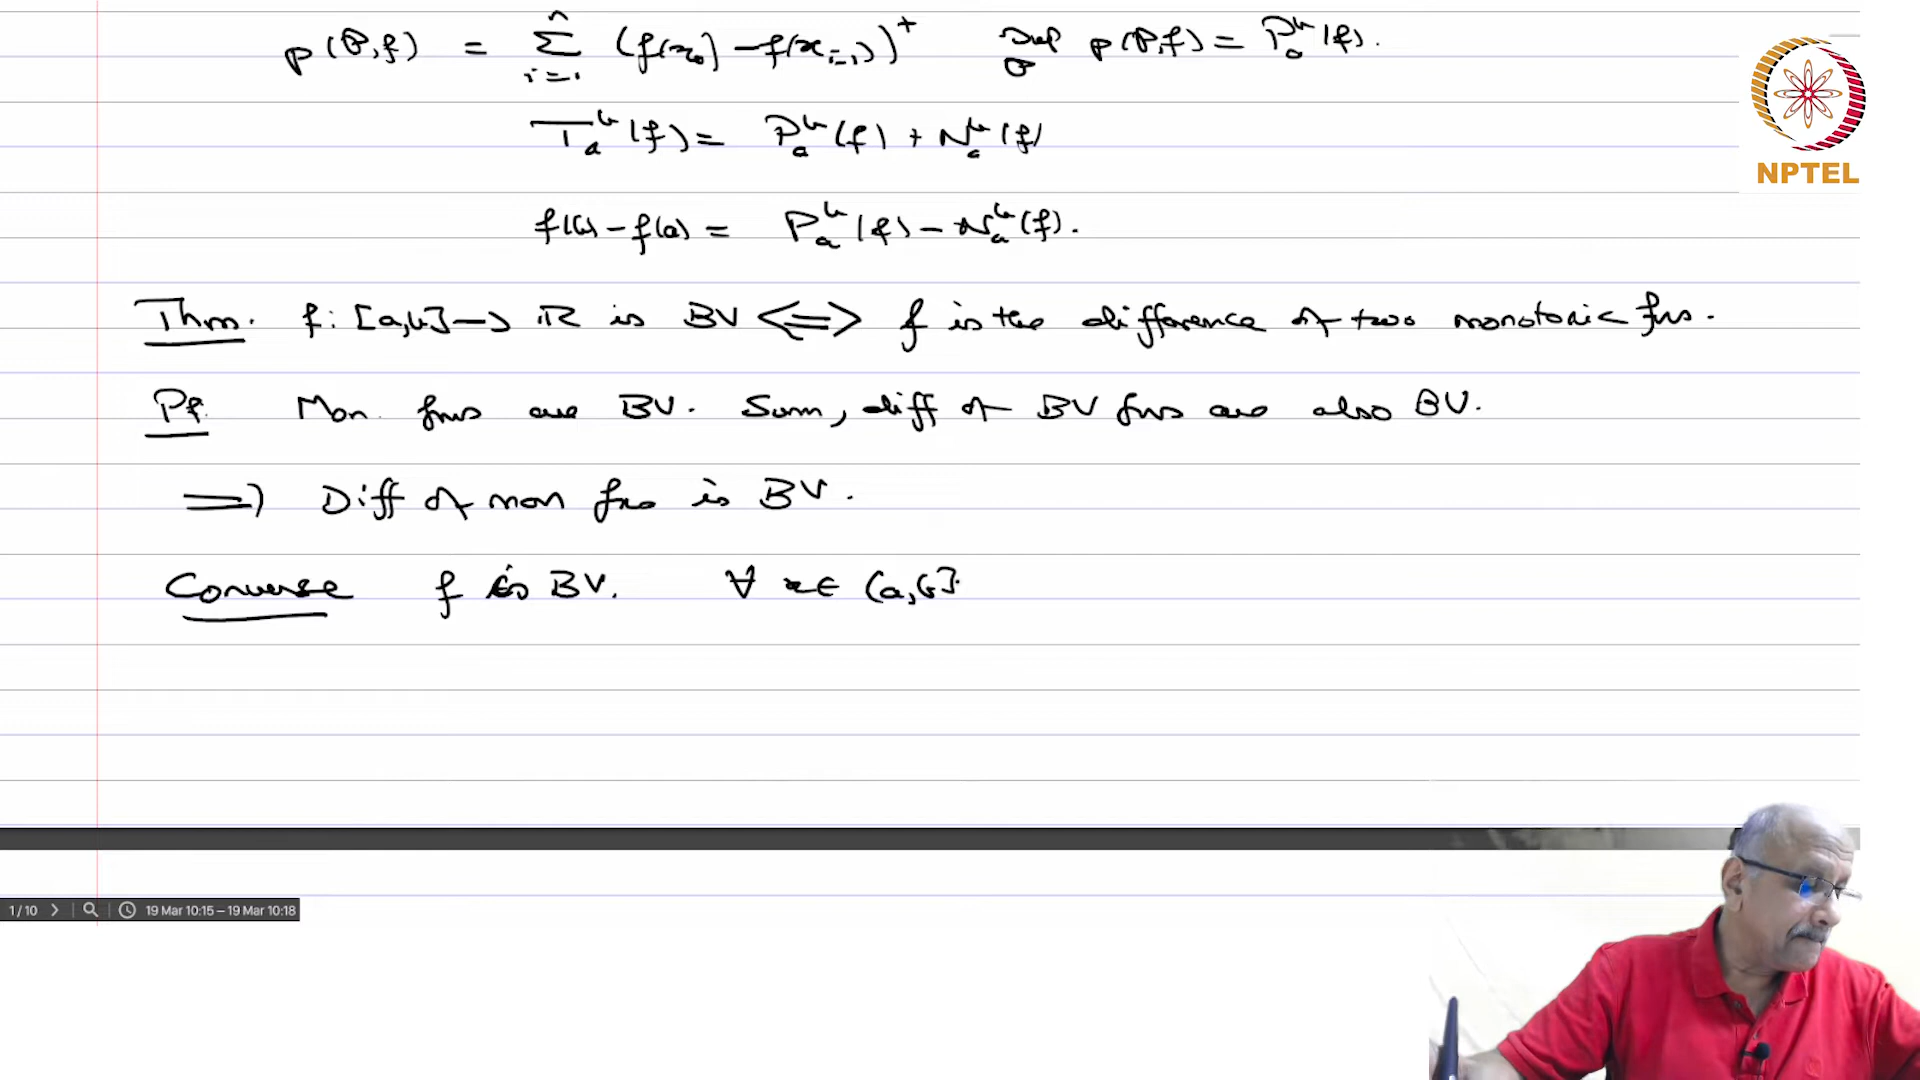 p(P,f) = Σ_{i=1}^{n} (f(x_i) - f(x_{i-1}))^+   Sup_P p(P,f) = P_a^b(f).
T_a^b(f) = P_a^b(f) + N_a^b(f)
f(b) - f(a) = P_a^b(f) - N_a^b(f).
Thm. f: [a,b] → ℝ is BV ⟺ f is the difference of two monotonic fns.
Pf. Mon. fns are BV. Sum, diff of BV fns are also BV.
⟹ Diff of mon fns is BV.
Converse f is BV. ∀ x ∈ (a,b].
NPTEL
1/10 > 19 Mar 10:15 – 19 Mar 10:18